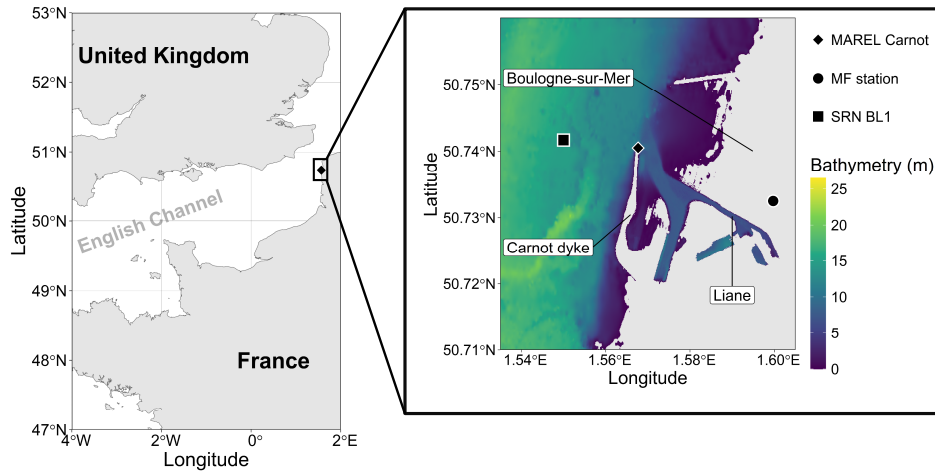 53°N
52°N
51°N
50°N
49°N
48°N
47°N
4°W
2°W
0°
2°E
Latitude
Longitude
United Kingdom
English Channel
France
50.75°N
50.74°N
50.73°N
50.72°N
50.71°N
1.54°E
1.56°E
1.58°E
1.60°E
Latitude
Longitude
Boulogne-sur-Mer
Carnot dyke
Liane
MAREL Carnot
MF station
SRN BL1
Bathymetry (m)
25
20
15
10
5
0